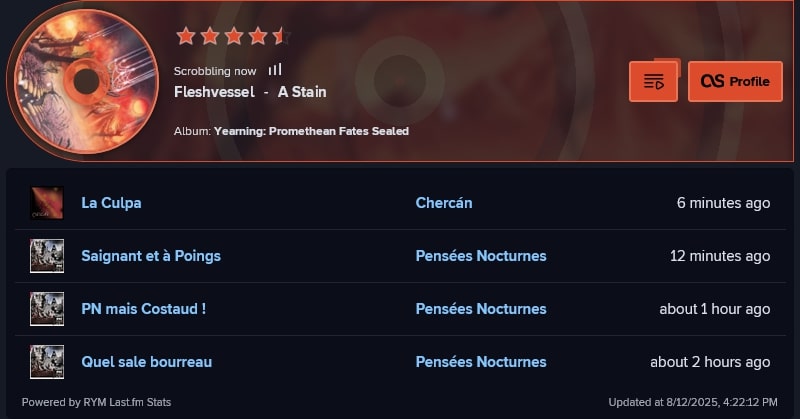 Scrobbling now
Fleshvessel - A Stain
Album: Yearning: Promethean Fates Sealed
Profile
La Culpa Chercán 6 minutes ago
Saignant et à Poings Pensées Nocturnes 12 minutes ago
PN mais Costaud ! Pensées Nocturnes about 1 hour ago
Quel sale bourreau Pensées Nocturnes about 2 hours ago
Powered by RYM Last.fm Stats Updated at 8/12/2025, 4:22:12 PM